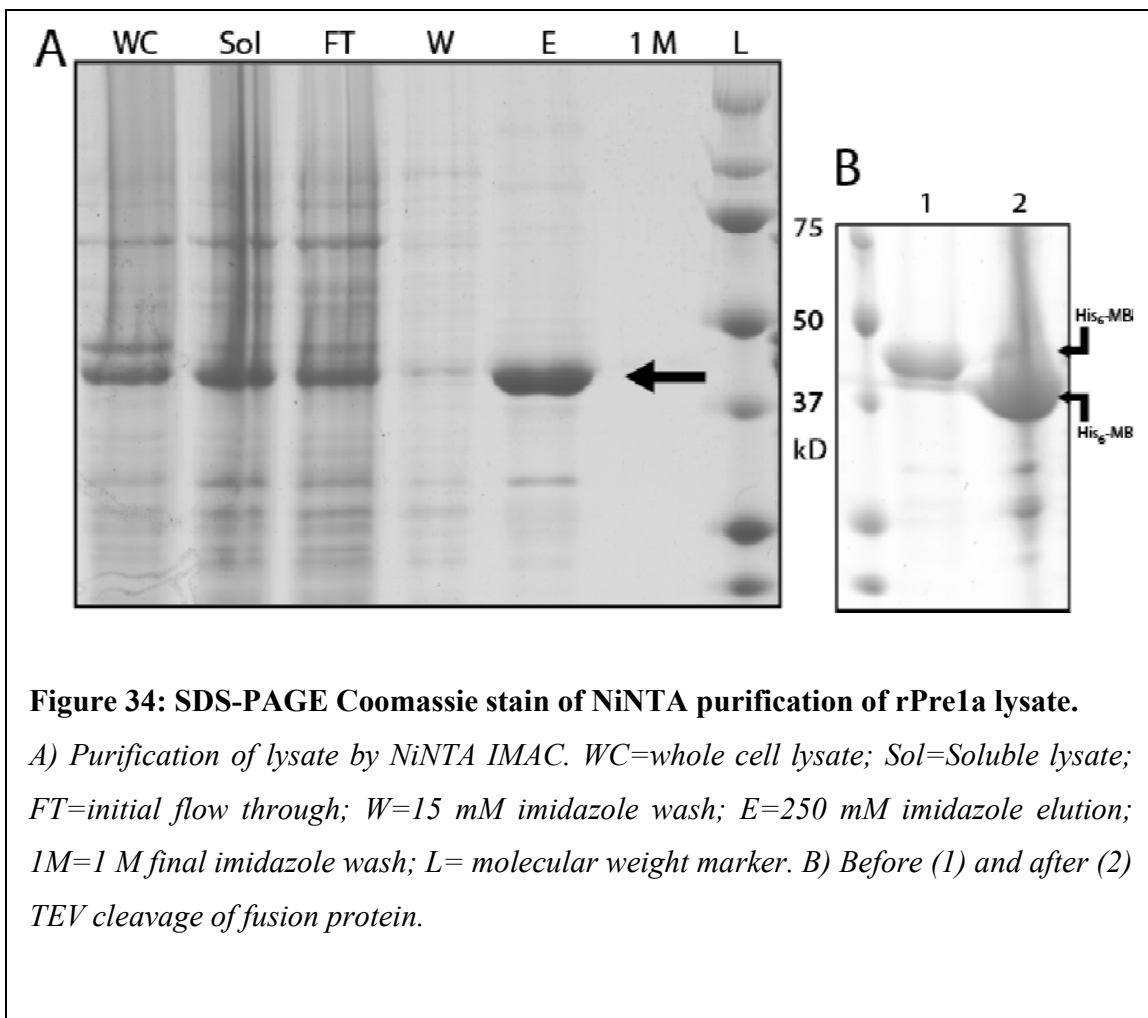 A
WC Sol FT W E 1 M L
B
1 2
75
50
37
kD
His₆-MB
His₆-MB
Figure 34: SDS-PAGE Coomassie stain of NiNTA purification of rPre1a lysate.
A) Purification of lysate by NiNTA IMAC. WC=whole cell lysate; Sol=Soluble lysate;
FT=initial flow through; W=15 mM imidazole wash; E=250 mM imidazole elution;
1M=1 M final imidazole wash; L= molecular weight marker. B) Before (1) and after (2)
TEV cleavage of fusion protein.